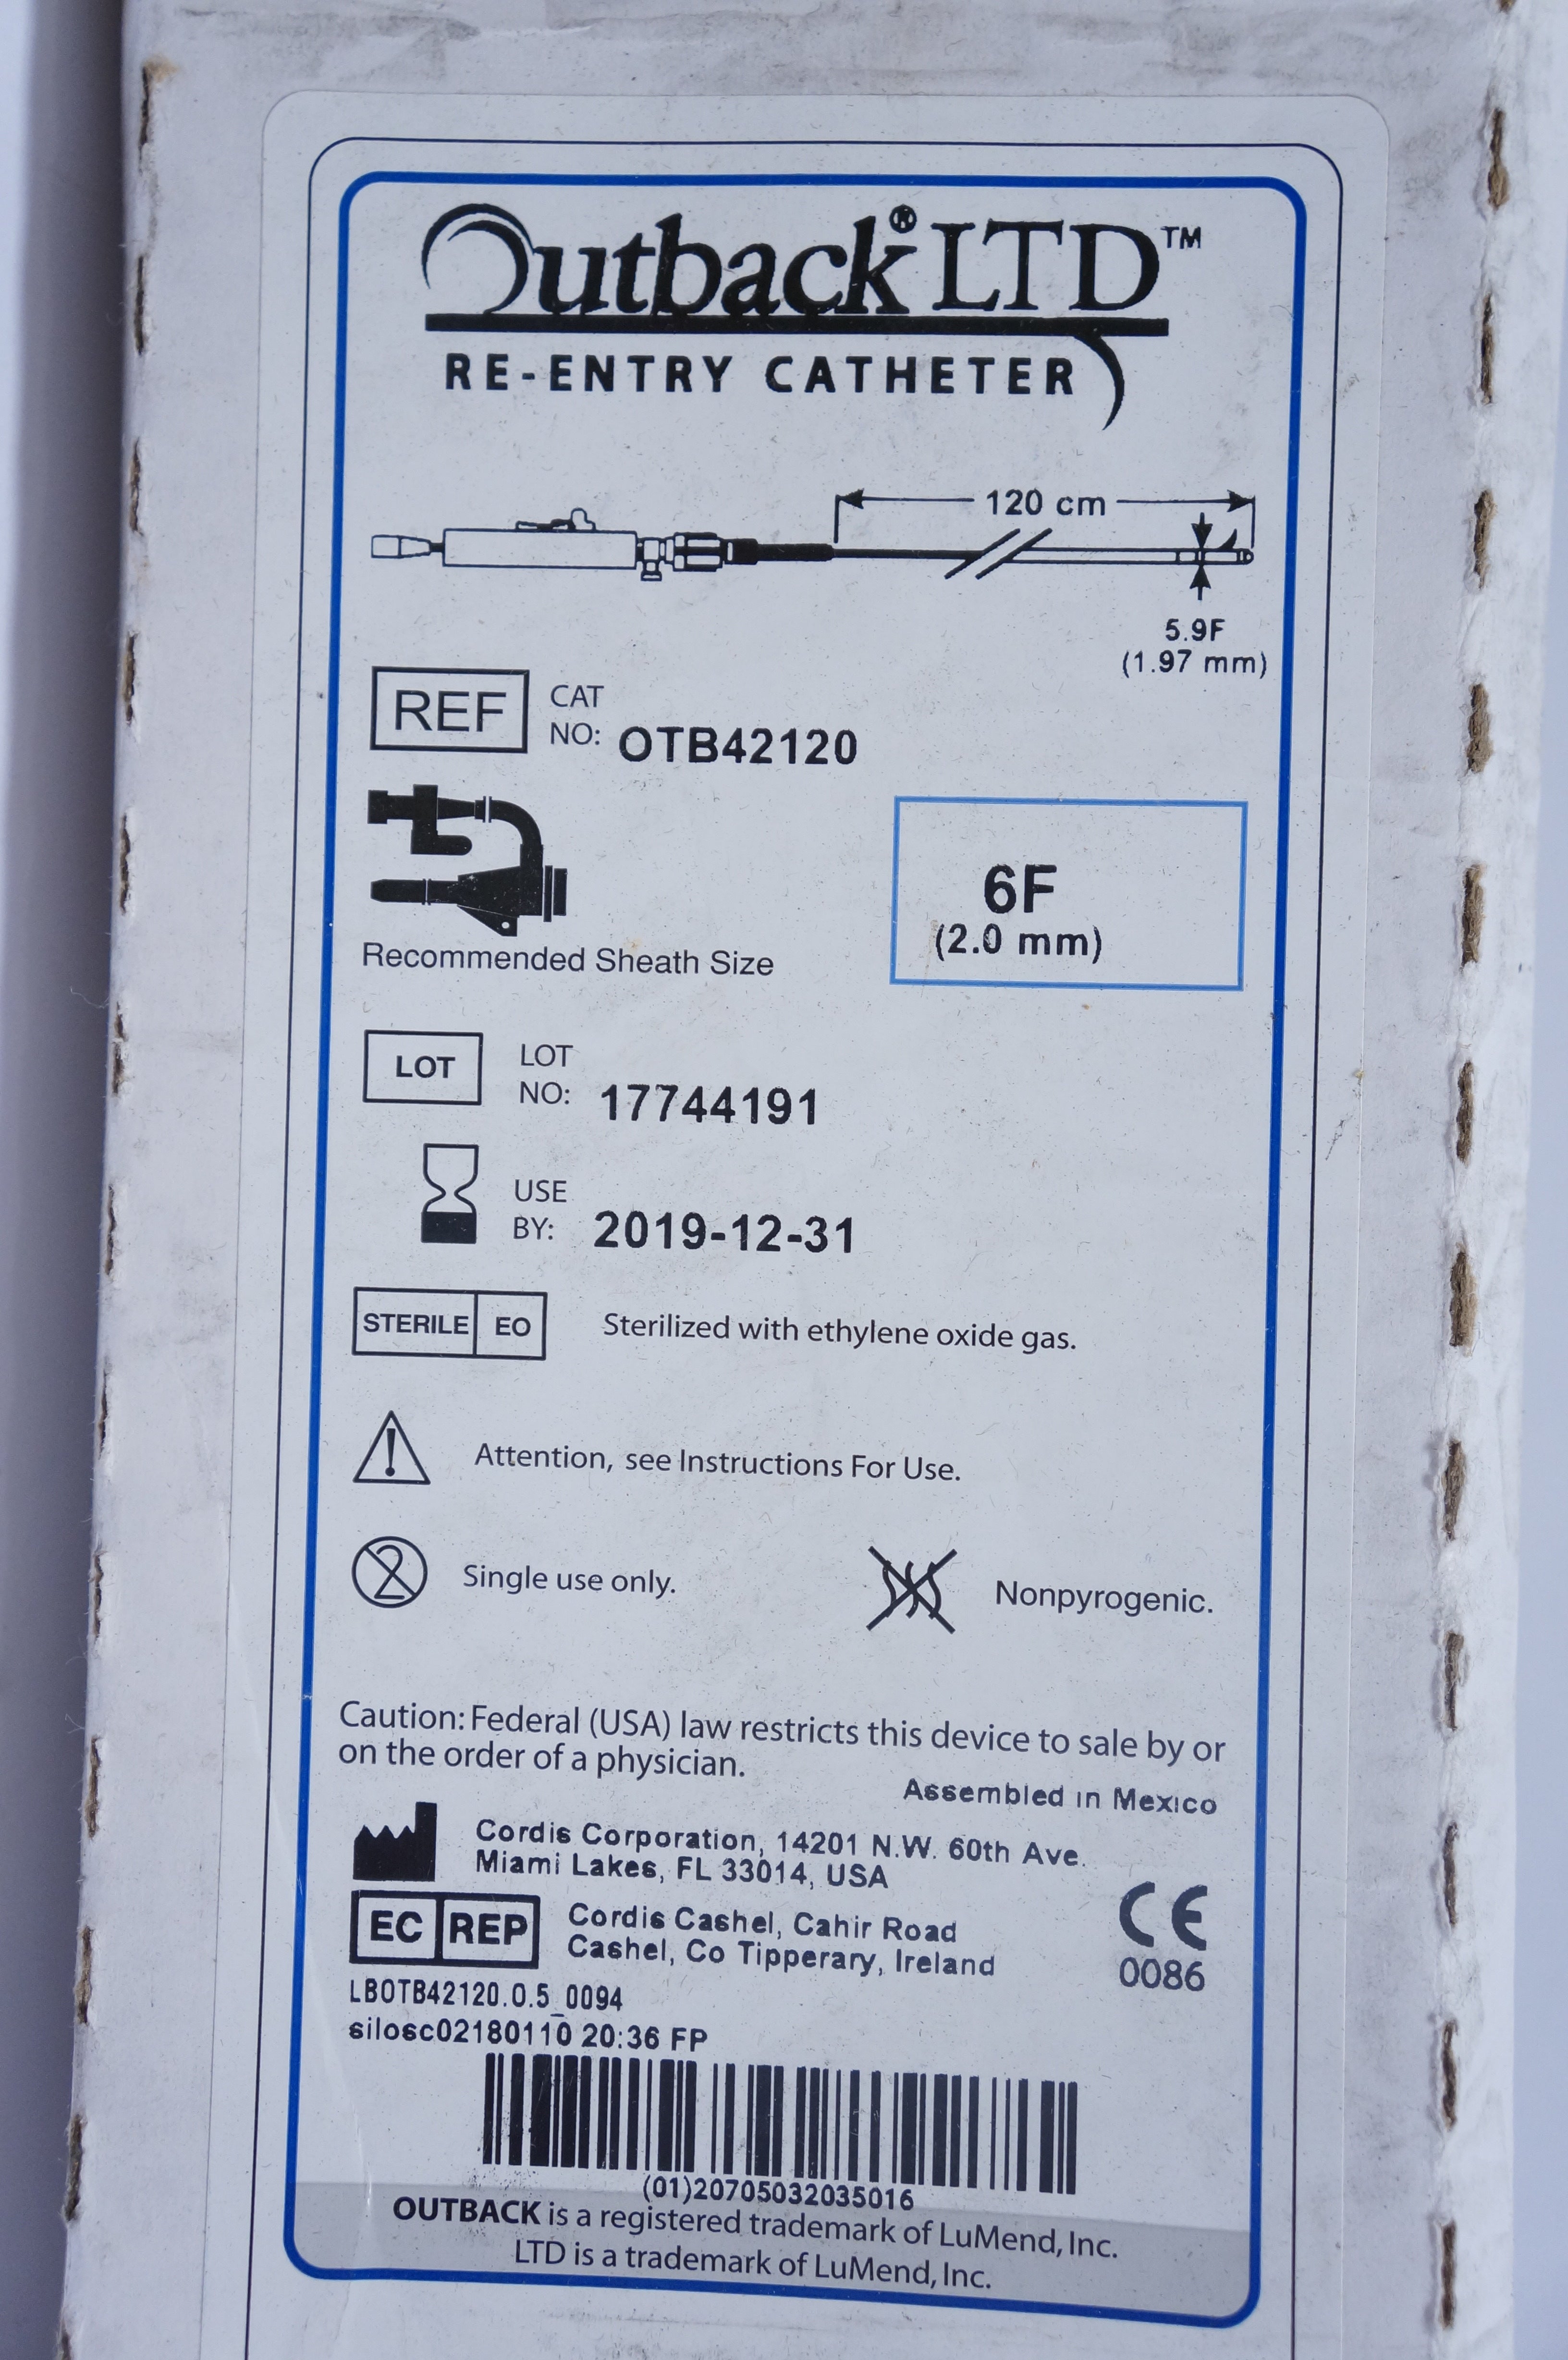 Outback® LTD™
RE-ENTRY CATHETER
120 cm
5.9F
(1.97 mm)
REF
CAT
NO: OTB42120
6F
(2.0 mm)
Recommended Sheath Size
LOT
LOT
NO: 17744191
USE
BY: 2019-12-31
STERILE EO
Sterilized with ethylene oxide gas.
Attention, see Instructions For Use.
2
Single use only.
Nonpyrogenic.
Caution: Federal (USA) law restricts this device to sale by or
on the order of a physician.
Assembled in Mexico
Cordis Corporation, 14201 N.W. 60th Ave.
Miami Lakes, FL 33014, USA
EC REP
Cordis Cashel, Cahir Road
Cashel, Co Tipperary, Ireland
CE
0086
LBOTB42120.0.5_0094
silosc02180110 20:36 FP
(01)20705032035016
OUTBACK is a registered trademark of LuMend, Inc.
LTD is a trademark of LuMend, Inc.